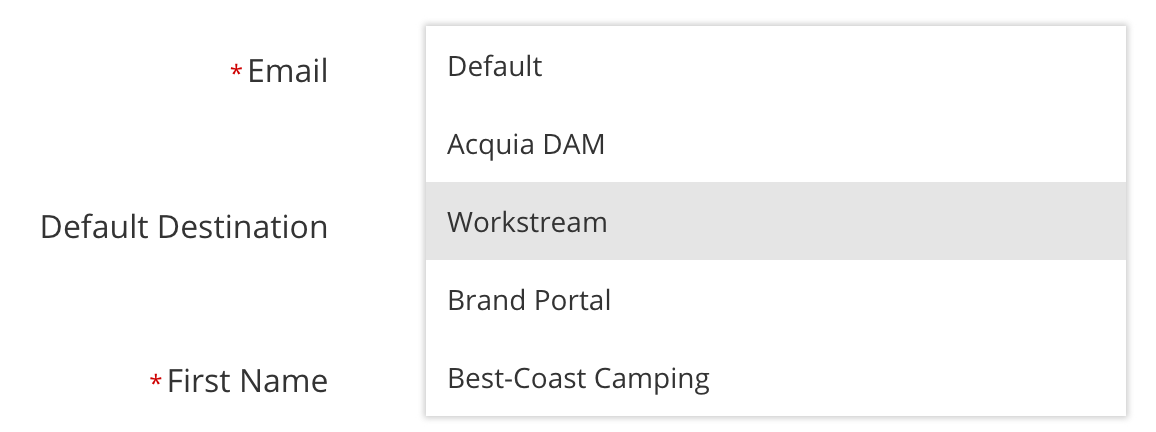 *Email
Default
Acquia DAM
Default Destination
Workstream
Brand Portal
*First Name
Best-Coast Camping